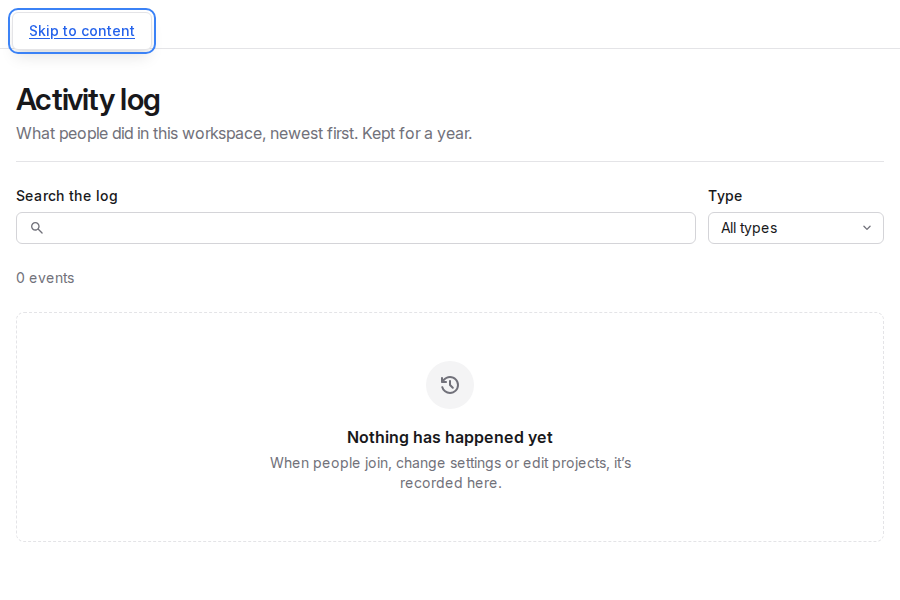 Skip to content
Activity log
What people did in this workspace, newest first. Kept for a year.
Search the log
Type
All types
0 events
Nothing has happened yet
When people join, change settings or edit projects, it’s
recorded here.